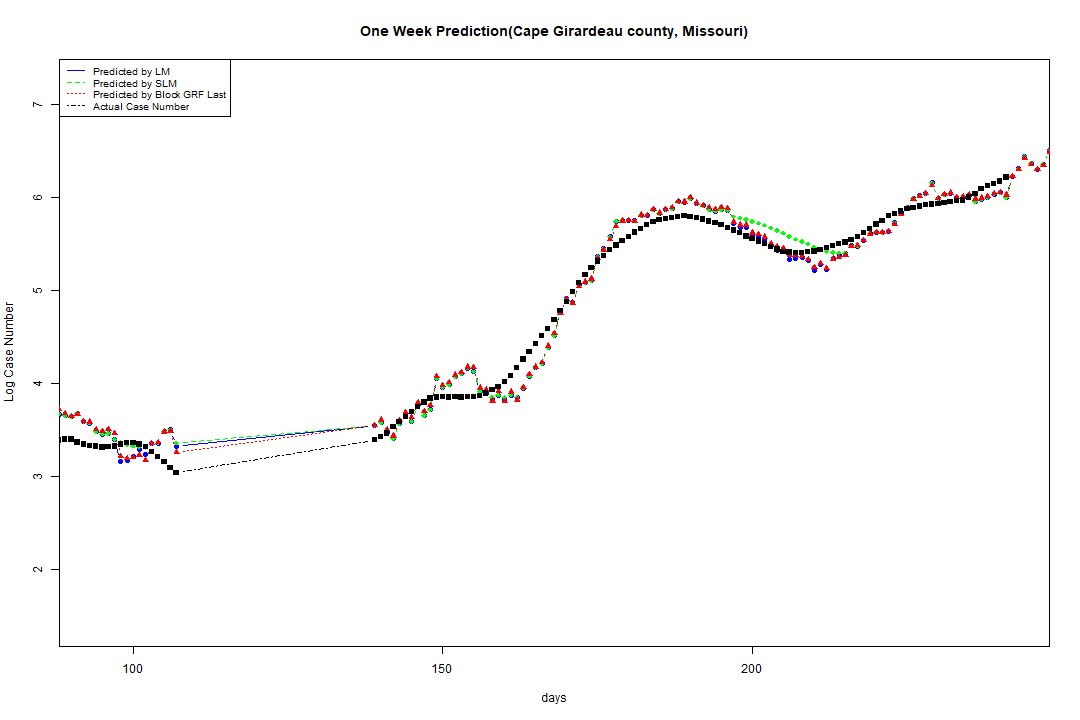 One Week Prediction(Cape Girardeau county, Missouri)
Predicted by LM
Predicted by SLM
Predicted by Block GRF Last
Actual Case Number
7
6
5
4
3
2
Log Case Number
100 150 200
days